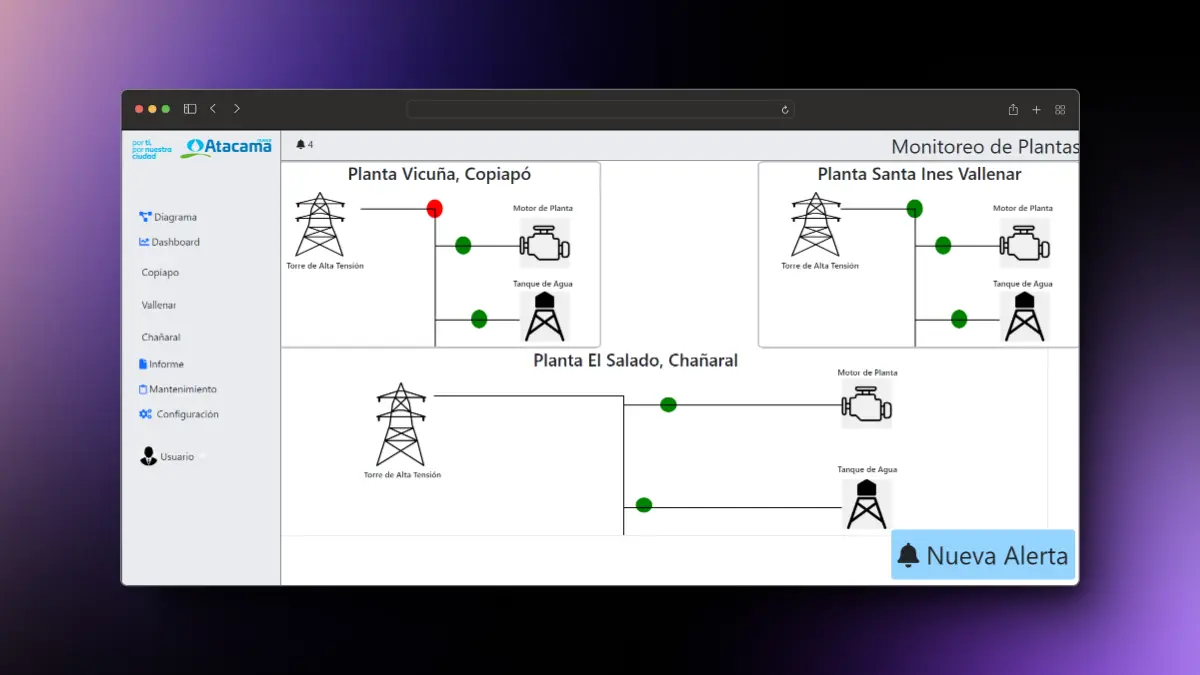 por ti,
por nuestra
ciudad
nueva
Atacama
4
Monitoreo de Plantas
Diagrama
Dashboard
Copiapo
Vallenar
Chañaral
Informe
Mantenimiento
Configuración
Usuario
Planta Vicuña, Copiapó
Motor de Planta
Torre de Alta Tensión
Tanque de Agua
Planta Santa Ines Vallenar
Motor de Planta
Torre de Alta Tensión
Tanque de Agua
Planta El Salado, Chañaral
Motor de Planta
Torre de Alta Tensión
Tanque de Agua
Nueva Alerta